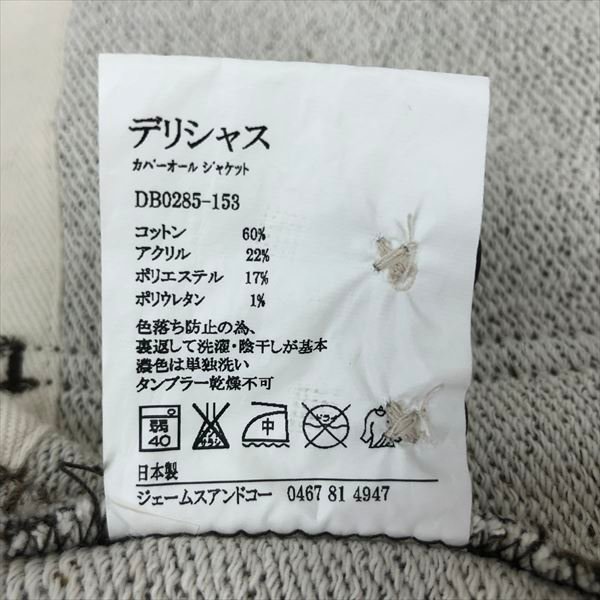 デリシャス
カバーオール ジャケット
DB0285-153
コットン 60%
アクリル 22%
ポリエステル 17%
ポリウレタン 1%
色落ち防止の為、
裏返して洗濯・陰干しが基本
濃色は単独洗い
タンブラー乾燥不可
弱 40 中 ドライ
日本製
ジェームスアンドコー 0467 81 4947